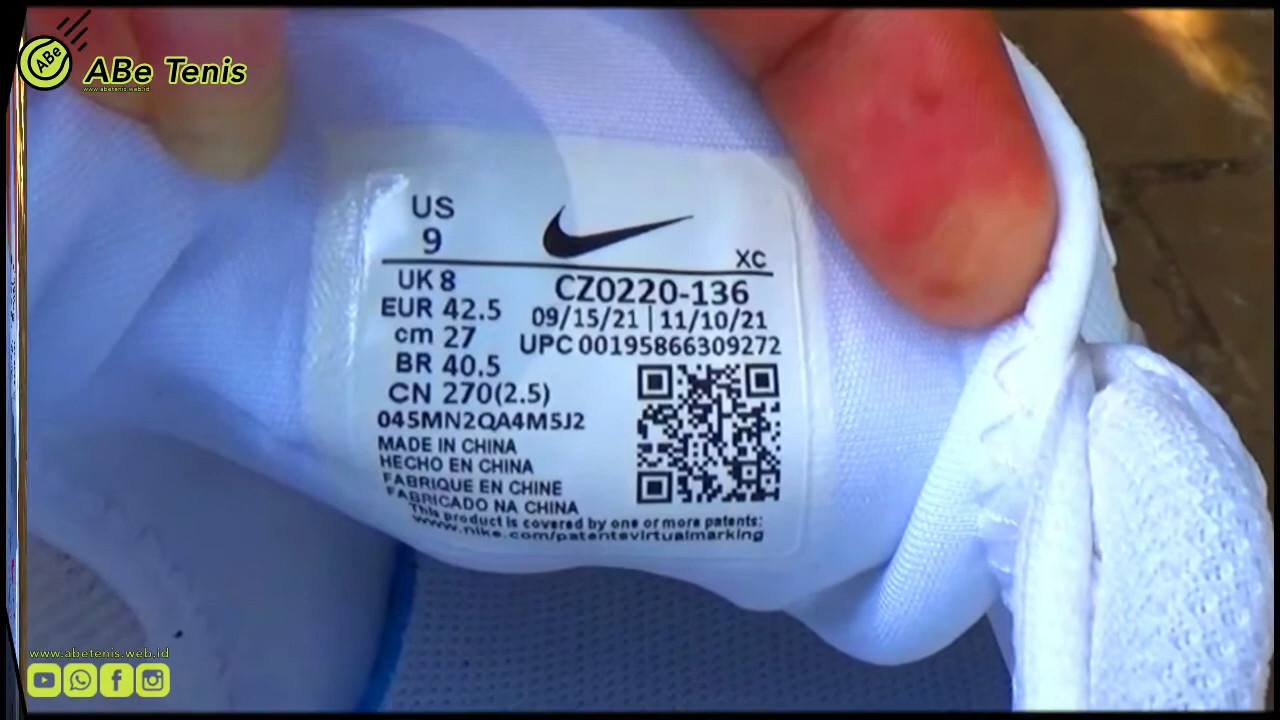 ABe
ABe Tenis
www.abetenis.web.id
US
9
XC
UK 8
CZ0220-136
EUR 42.5
09/15/21 | 11/10/21
cm 27
UPC 00195866309272
BR 40.5
CN 270(2.5)
045MN2QA4M5J2
MADE IN CHINA
HECHO EN CHINA
FABRIQUE EN CHINE
FABRICADO NA CHINA
This product is covered by one or more patents:
www.nike.com/patentsvirtualmarking
www.abetenis.web.id